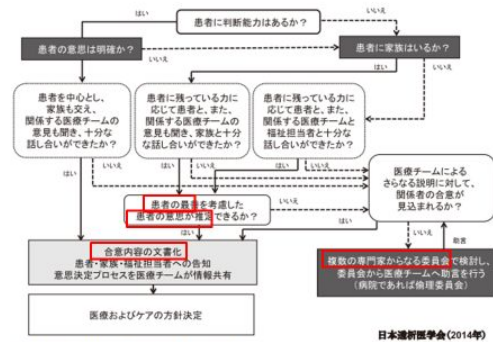 患者に判断能力はあるか？
はい
いいえ
患者の意思は明確か？
患者に家族はいるか？
いいえ
はい
はい
いいえ
患者を中心とし、
家族も交え、
関係する医療チームの
意見も聞き、十分な
話し合いができたか？
患者に残っている力に
応じて患者と、また、
関係する医療チームの
意見も聞き、家族と十分
な話し合いができたか？
患者に残っている力に
応じて患者と、また、
関係する医療チームと
福祉担当者と十分な
話し合いができたか？
いいえ
いいえ
いいえ
はい
はい
はい
患者の最善を考慮した
患者の意思が推定できるか？
いいえ
医療チームによる
さらなる説明に対して、
関係者の合意が
見込まれるか？
はい
はい
いいえ
助言
合意内容の文書化
患者・家族・福祉担当者への告知
意思決定プロセスを医療チームが情報共有
複数の専門家からなる委員会で検討し、
委員会から医療チームへ助言を行う
(病院であれば倫理委員会)
医療およびケアの方針決定
日本透析医学会(2014年)